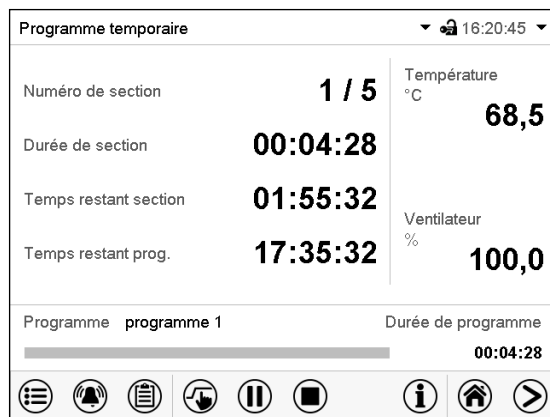 Programme temporaire 16:20:45
Numéro de section 1 / 5
Durée de section 00:04:28
Temps restant section 01:55:32
Temps restant prog. 17:35:32
Température
°C
68,5
Ventilateur
%
100,0
Programme programme 1 Durée de programme
00:04:28